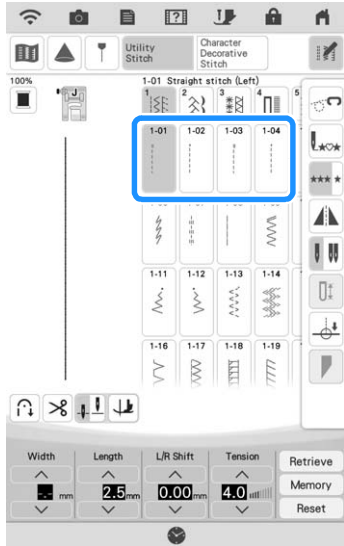 Utility Stitch
Character Decorative Stitch
100%
1-01 Straight stitch (Left)
J
1 2 3 4 5
1-01 1-02 1-03 1-04
1-11 1-12 1-13 1-14
1-16 1-17 1-18 1-19
Width Length L/R Shift Tension
Retrieve
-.- mm 2.5 mm 0.00 mm 4.0
Memory
Reset